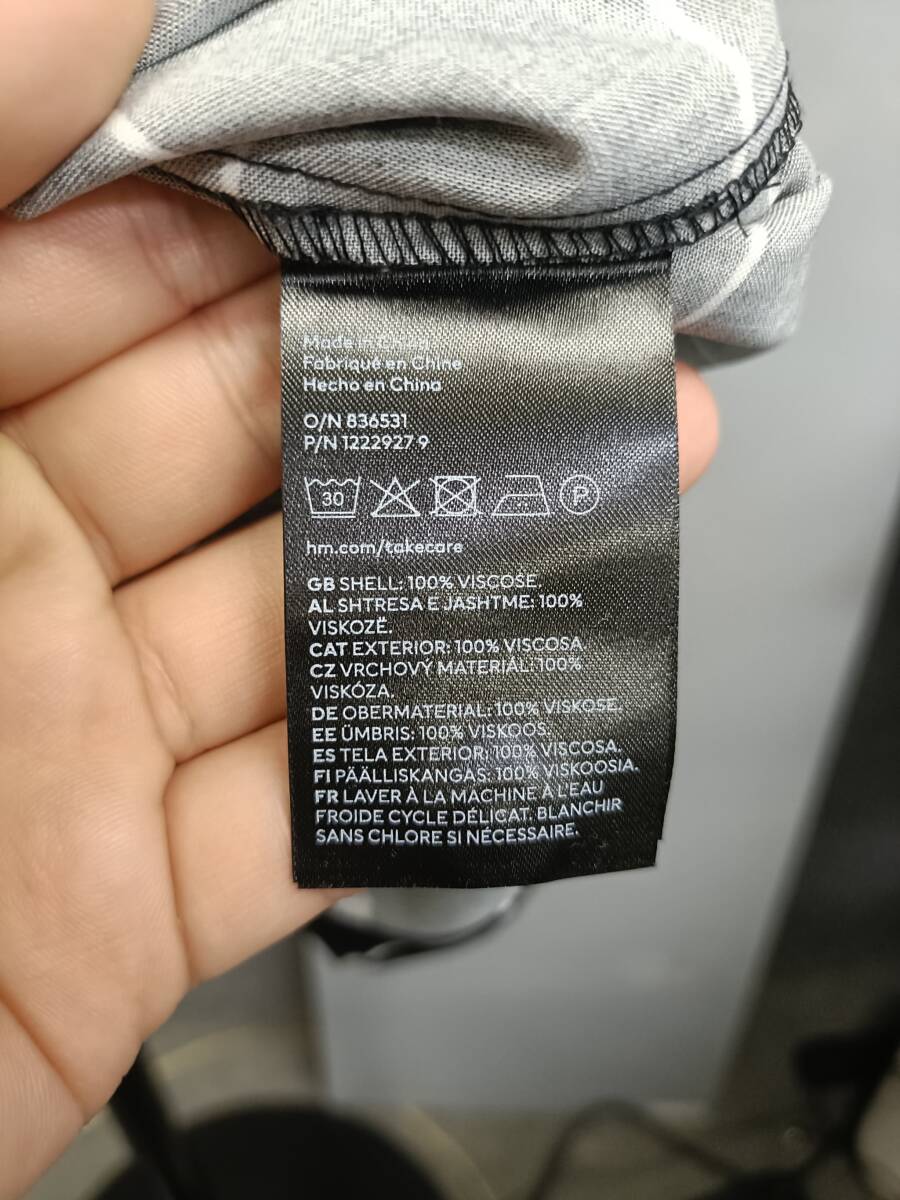 Made in China
Fabriqué en Chine
Hecho en China
O/N 836531
P/N 1222927 9
30
P
hm.com/takecare
GB SHELL: 100% VISCOSE.
AL SHTRESA E JASHTME: 100%
VISKOZË.
CAT EXTERIOR: 100% VISCOSA
CZ VRCHOVÝ MATERIÁL: 100%
VISKÓZA.
DE OBERMATERIAL: 100% VISKOSE.
EE ÜMBRIS: 100% VISKOOS.
ES TELA EXTERIOR: 100% VISCOSA.
FI PÄÄLLISKANGAS: 100% VISKOOSIA.
FR LAVER À LA MACHINE À L'EAU
FROIDE CYCLE DÉLICAT. BLANCHIR
SANS CHLORE SI NÉCESSAIRE.